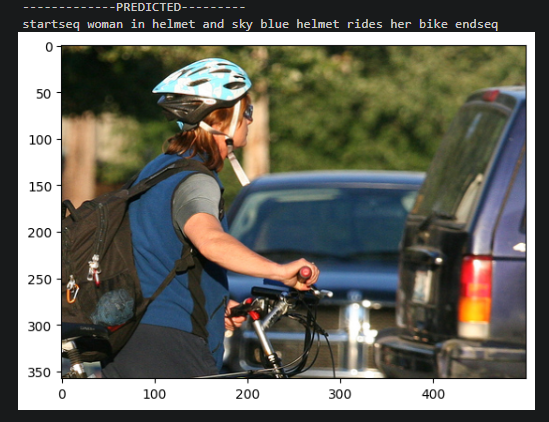 -------------PREDICTED---------
startseq woman in helmet and sky blue helmet rides her bike endseq
0
50
100
150
200
250
300
350
0 100 200 300 400